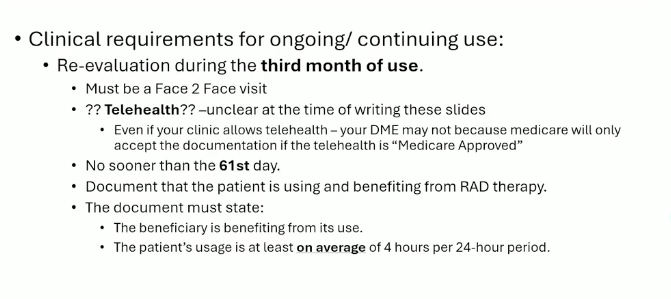 • Clinical requirements for ongoing/ continuing use:
• Re-evaluation during the third month of use.
• Must be a Face 2 Face visit
• ?? Telehealth?? –unclear at the time of writing these slides
• Even if your clinic allows telehealth – your DME may not because medicare will only
accept the documentation if the telehealth is “Medicare Approved”
• No sooner than the 61st day.
• Document that the patient is using and benefiting from RAD therapy.
• The document must state:
• The beneficiary is benefiting from its use.
• The patient’s usage is at least on average of 4 hours per 24-hour period.